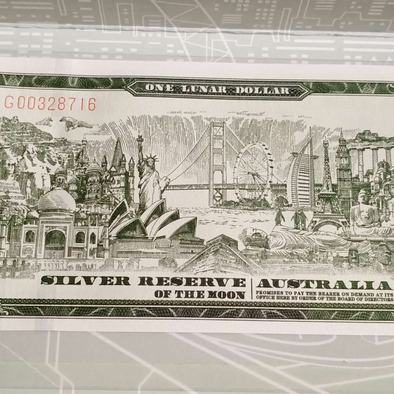 ONE LUNAR DOLLAR
G00328716
SILVER RESERVE
OF THE MOON
AUSTRALIA
PROMISES TO PAY THE BEARER ON DEMAND AT ITS
OFFICE HERE BY ORDER OF THE BOARD OF DIRECTORS